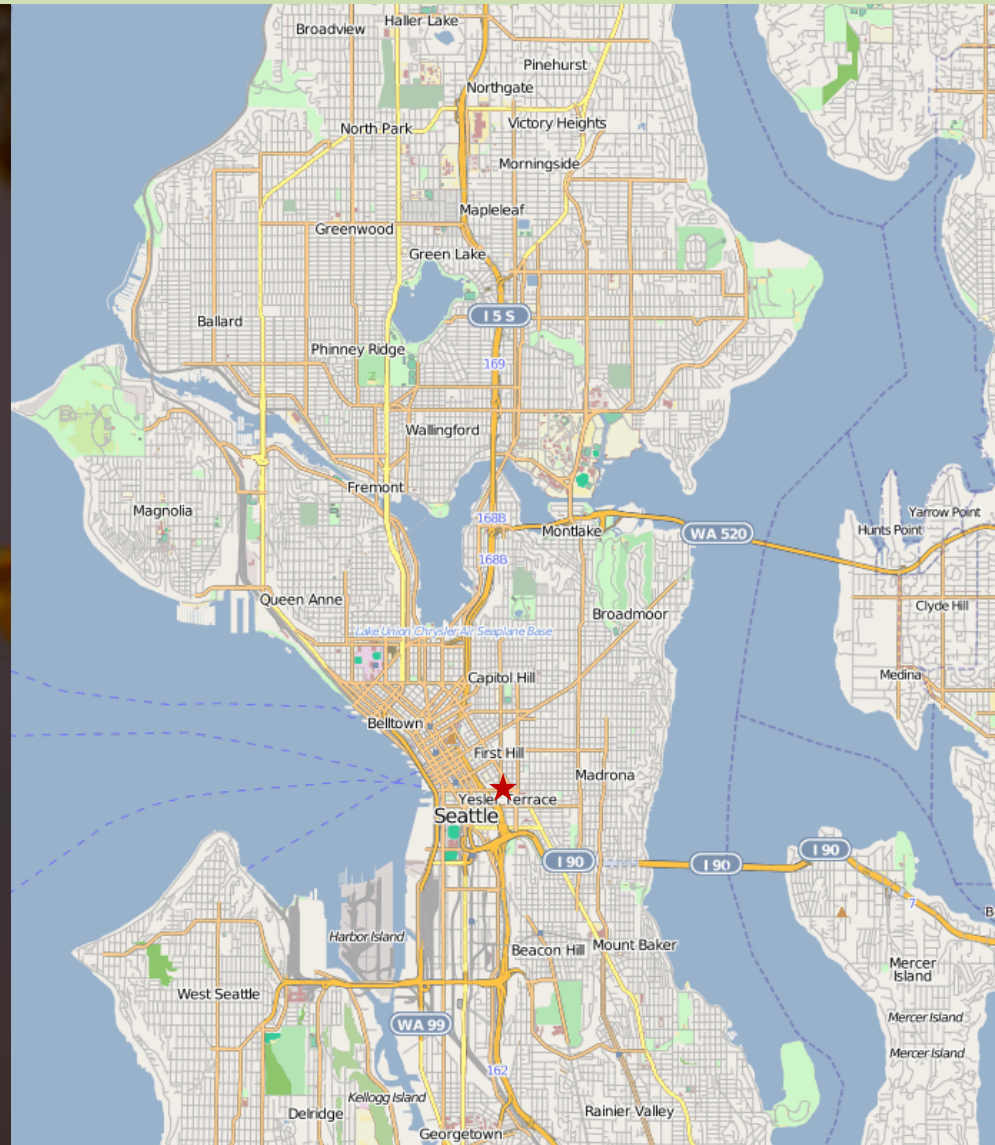 Haller Lake
Broadview
Pinehurst
Northgate
North Park
Victory Heights
Morningside
Mapleleaf
Greenwood
Green Lake
I 5 S
Ballard
Phinney Ridge
169
Wallingford
Fremont
Magnolia
168B
Montlake
WA 520
Yarrow Point
Hunts Point
168B
Queen Anne
Clyde Hill
Broadmoor
Lake Union Chrysler Air Seaplane Base
Capitol Hill
Medina
Belltown
First Hill
Madrona
Yesler Terrace
Seattle
I 90
I 90
I 90
7
Harbor Island
Beacon Hill
Mount Baker
Mercer
Island
West Seattle
Mercer Island
WA 99
Mercer Island
162
Kellogg Island
Delridge
Rainier Valley
Georgetown